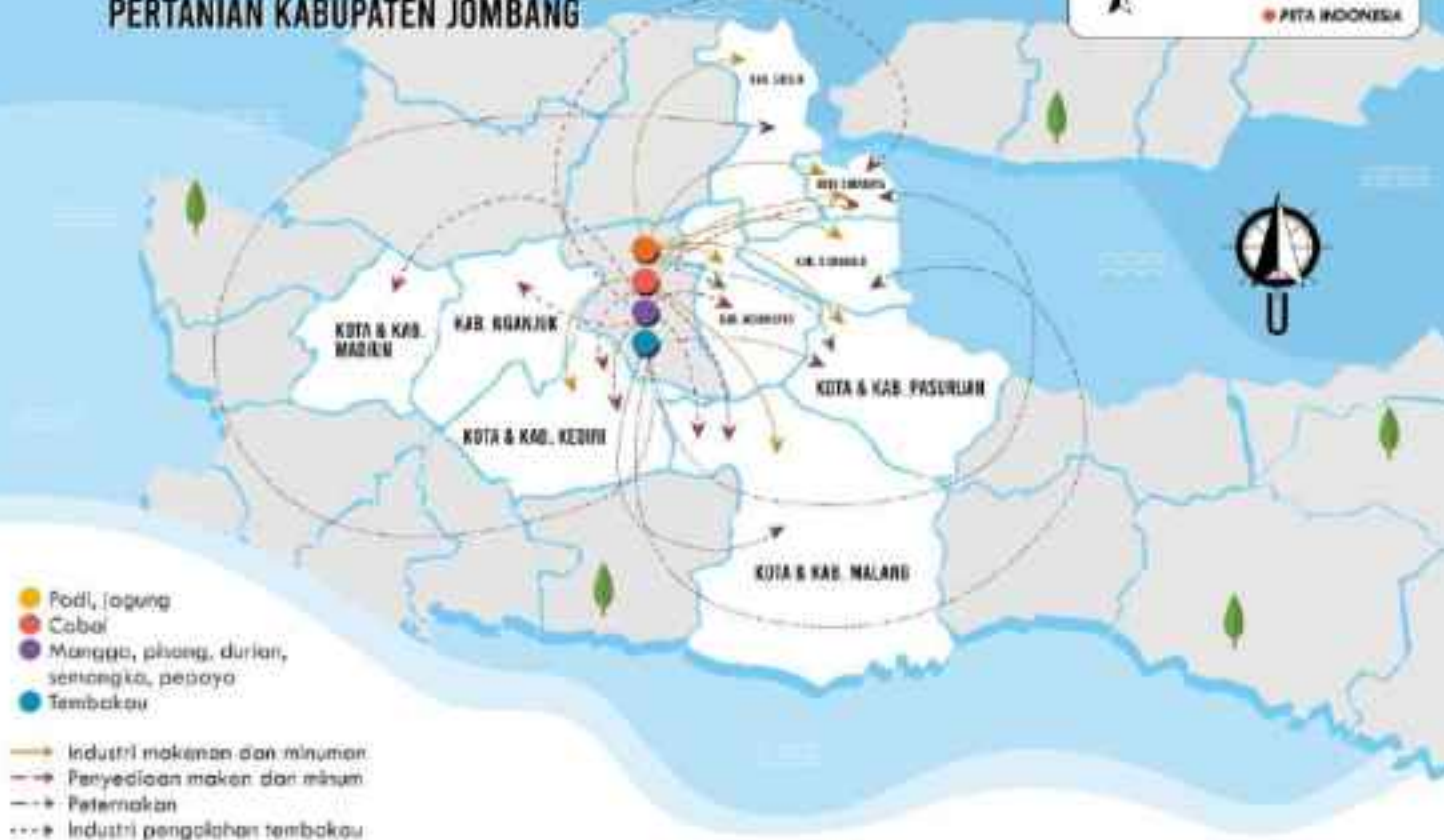 PERTANIAN KABUPATEN JOMBANG
PETA INDONESIA
KOTA & KAB.
MADIUN
KAB. NGANJUK
KOTA & KAB. KEDIRI
KOTA & KAB. PASURUAN
KOTA & KAB. MALANG
U
Padi, jagung
Cabai
Mangga, pisang, durian,
semangka, pepaya
Tembakau
Industri makanan dan minuman
Penyediaan makan dan minum
Peternakan
Industri pengolahan tembakau